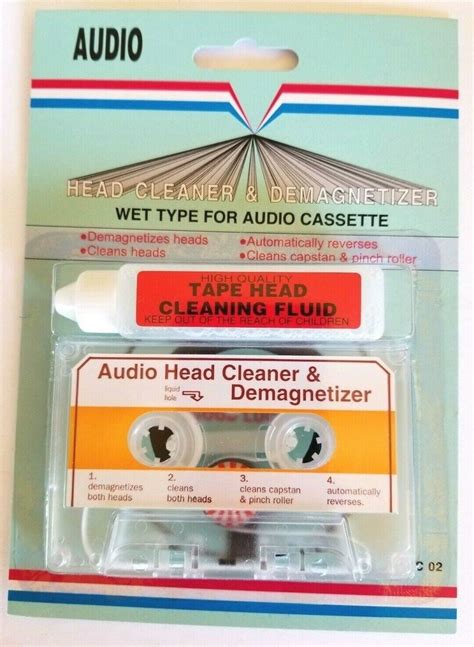 AUDIO
HEAD CLEANER & DEMAGNETIZER
WET TYPE FOR AUDIO CASSETTE
•Demagnetizes heads
•Cleans heads
•Automatically reverses
•Cleans capstan & pinch roller
HIGH QUALITY
TAPE HEAD
CLEANING FLUID
KEEP OUT OF THE REACH OF CHILDREN.
Audio Head Cleaner &
liquid
hole
Demagnetizer
1.
demagnetizes
both heads
2.
cleans
both heads
3.
cleans capstan
& pinch roller
4.
automatically
reverses.
C 02